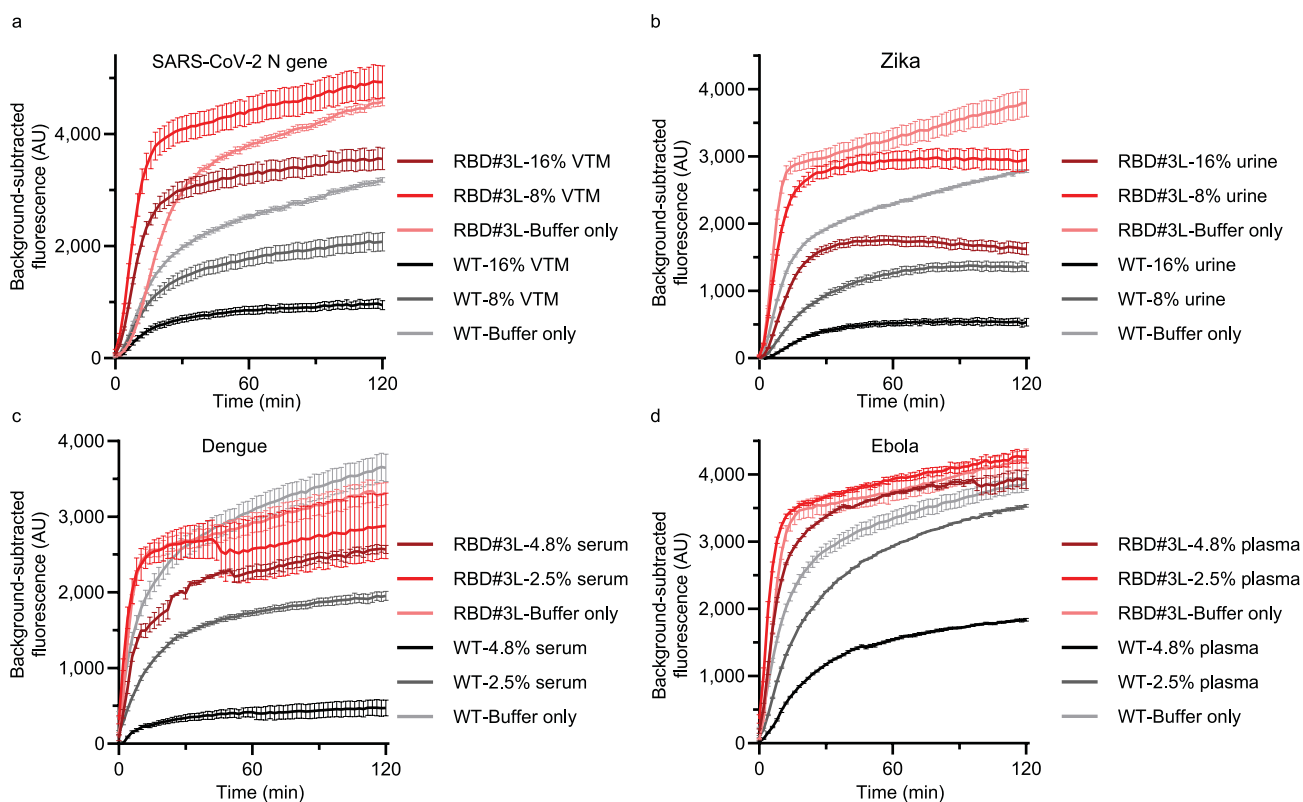 a
SARS-CoV-2 N gene
Background-subtracted
fluorescence (AU)
4,000
2,000
0
0
60
120
Time (min)
RBD#3L-16% VTM
RBD#3L-8% VTM
RBD#3L-Buffer only
WT-16% VTM
WT-8% VTM
WT-Buffer only
b
Zika
Background-subtracted
fluorescence (AU)
4,000
3,000
2,000
1,000
0
0
60
120
Time (min)
RBD#3L-16% urine
RBD#3L-8% urine
RBD#3L-Buffer only
WT-16% urine
WT-8% urine
WT-Buffer only
c
Dengue
Background-subtracted
fluorescence (AU)
4,000
3,000
2,000
1,000
0
0
60
120
Time (min)
RBD#3L-4.8% serum
RBD#3L-2.5% serum
RBD#3L-Buffer only
WT-4.8% serum
WT-2.5% serum
WT-Buffer only
d
Ebola
Background-subtracted
fluorescence (AU)
4,000
3,000
2,000
1,000
0
0
60
120
Time (min)
RBD#3L-4.8% plasma
RBD#3L-2.5% plasma
RBD#3L-Buffer only
WT-4.8% plasma
WT-2.5% plasma
WT-Buffer only